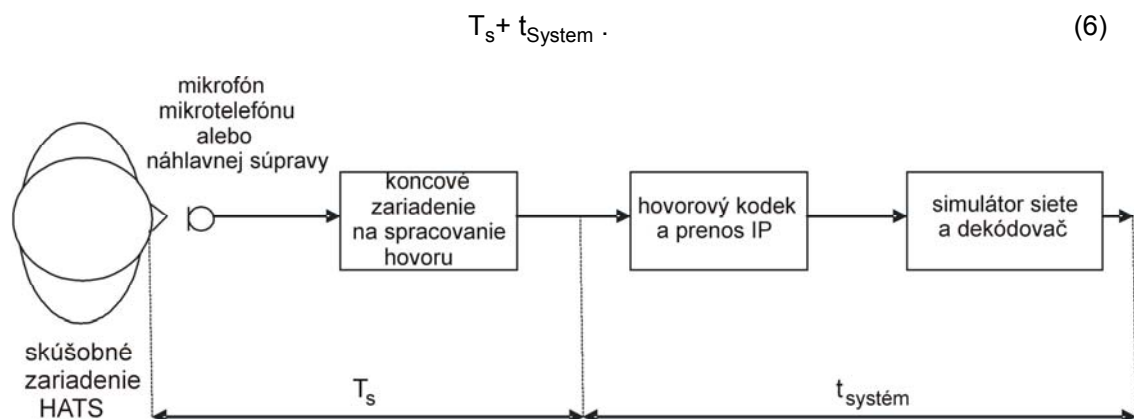 Ts+ tSystem . (6)
mikrofón
mikrotelefónu
alebo
náhlavnej súpravy
koncové
zariadenie
na spracovanie
hovoru
hovorový kodek
a prenos IP
simulátor siete
a dekódovač
skúšobné
zariadenie
HATS
Ts
tsystém